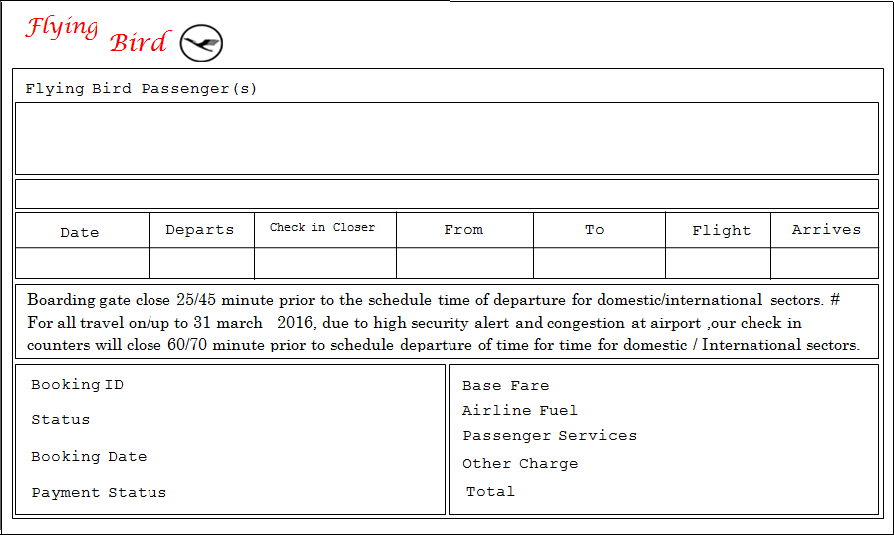 Flying
Bird
Flying Bird Passenger(s)
Date Departs Check in Closer From To Flight Arrives
Boarding gate close 25/45 minute prior to the schedule time of departure for domestic/international sectors. #
For all travel on/up to 31 march 2016, due to high security alert and congestion at airport ,our check in
counters will close 60/70 minute prior to schedule departure of time for time for domestic / International sectors.
Booking ID
Status
Booking Date
Payment Status
Base Fare
Airline Fuel
Passenger Services
Other Charge
Total